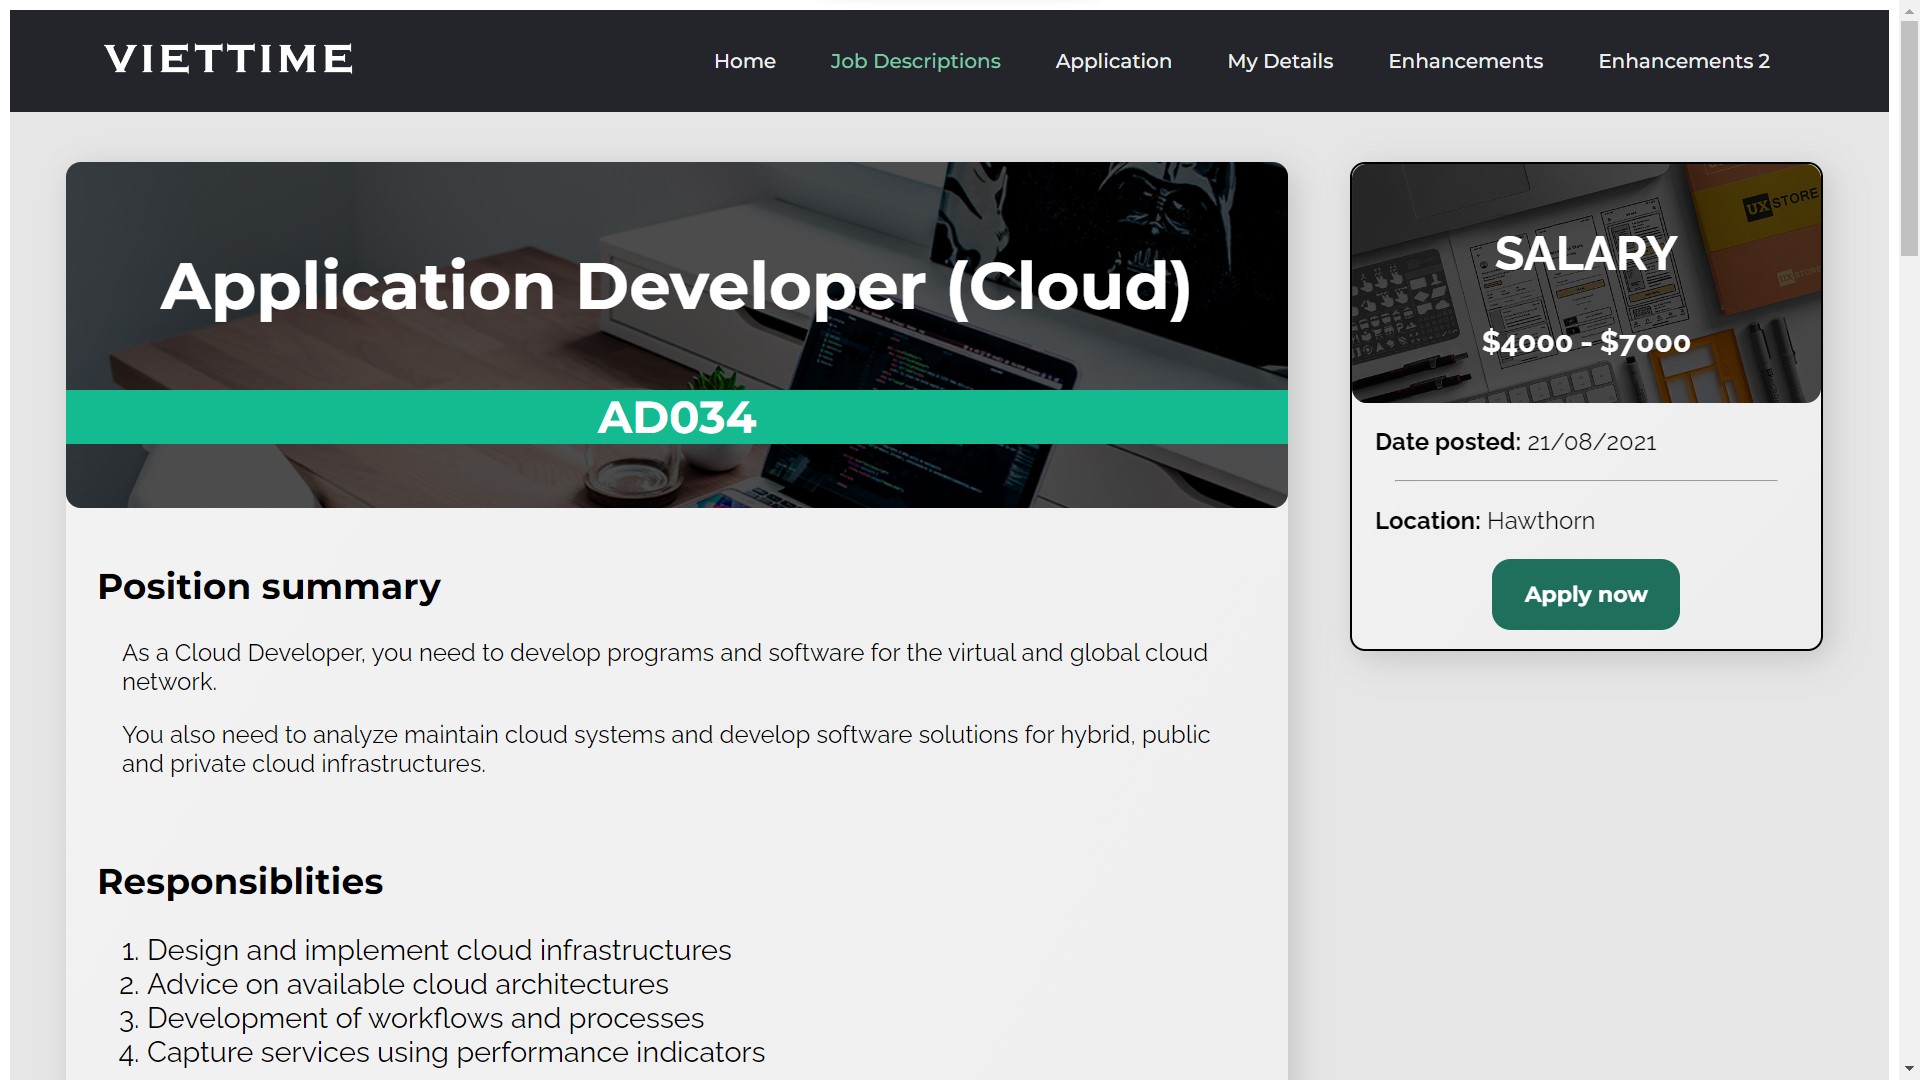 VIETTIME
Home
Job Descriptions
Application
My Details
Enhancements
Enhancements 2
Application Developer (Cloud)
AD034
Position summary
As a Cloud Developer, you need to develop programs and software for the virtual and global cloud
network.
You also need to analyze maintain cloud systems and develop software solutions for hybrid, public
and private cloud infrastructures.
Responsiblities
1. Design and implement cloud infrastructures
2. Advice on available cloud architectures
3. Development of workflows and processes
4. Capture services using performance indicators
UX STORE
UX STORE
SALARY
$4000 - $7000
Date posted: 21/08/2021
Location: Hawthorn
Apply now